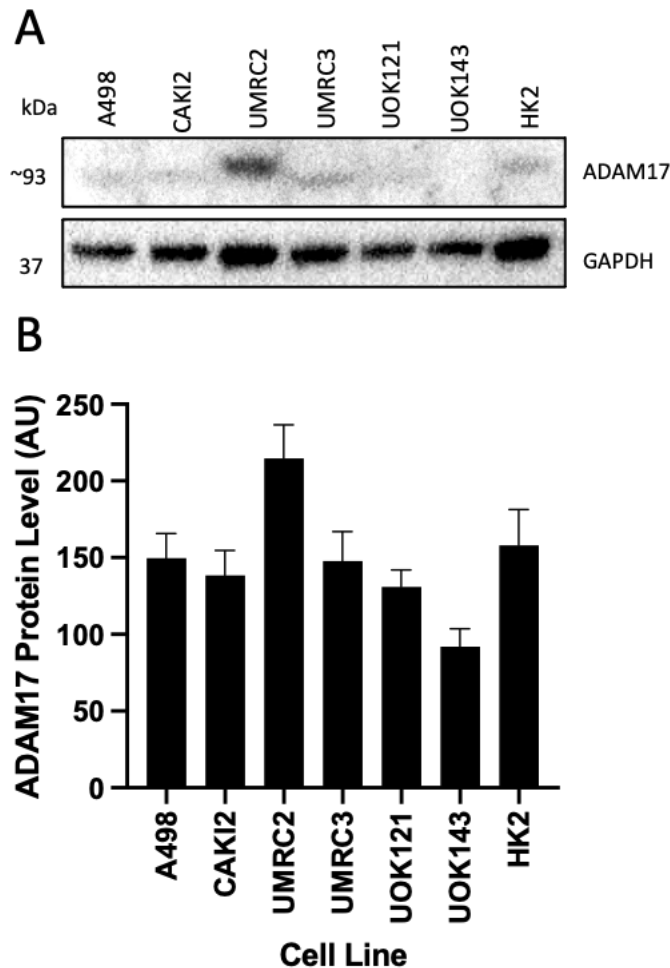 A
kDa A498 CAKI2 UMRC2 UMRC3 UOK121 UOK143 HK2
~93 ADAM17
37 GAPDH
B
ADAM17 Protein Level (AU)
250
200
150
100
50
0
A498 CAKI2 UMRC2 UMRC3 UOK121 UOK143 HK2
Cell Line